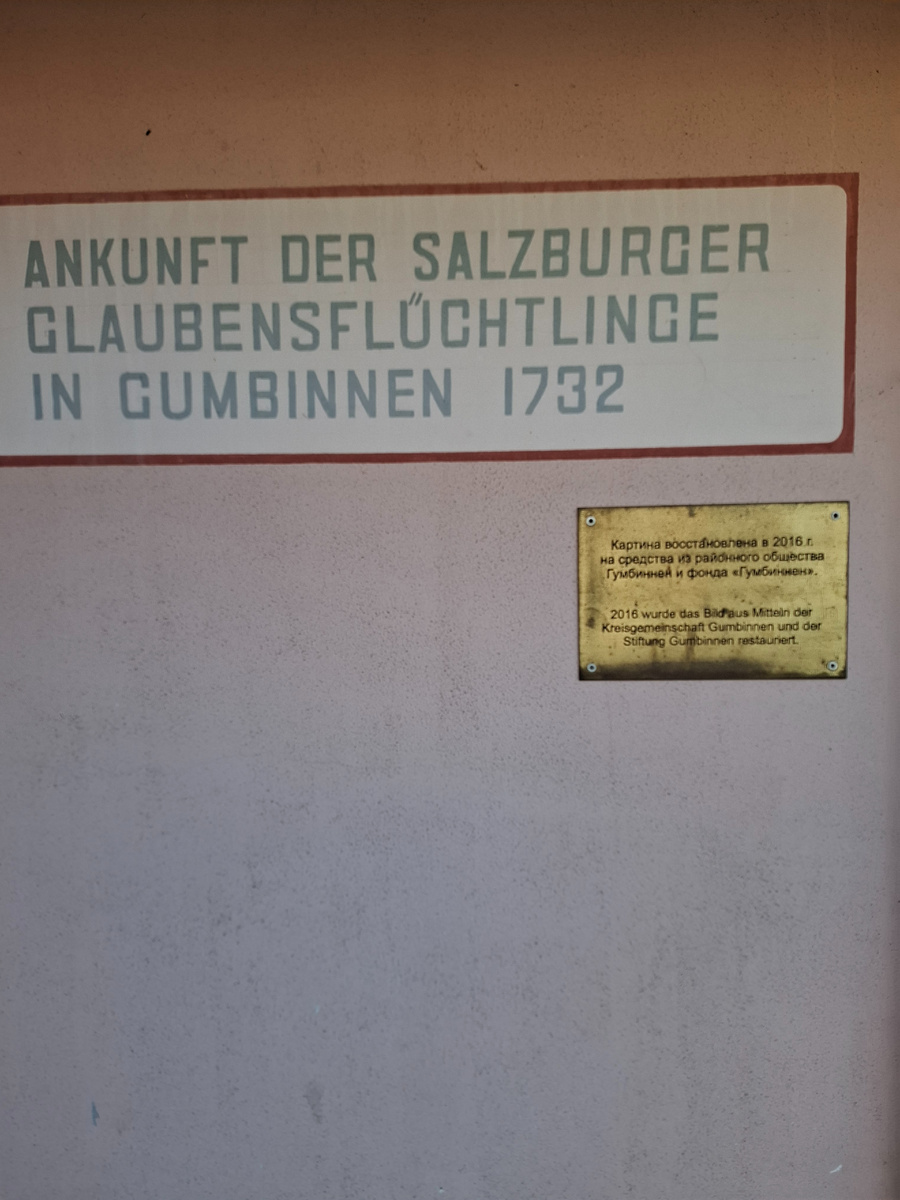 ANKUNFT DER SALZBURGER
GLAUBENSFLÜCHTLINGE
IN GUMBINNEN 1732
Картина восстановлена в 2016 г.
на средства из районного общества
Гумбиннен и фонда «Гумбиннен».
2016 wurde das Bild aus Mitteln der
Kreisgemeinschaft Gumbinnen und der
Stiftung Gumbinnen restauriert.